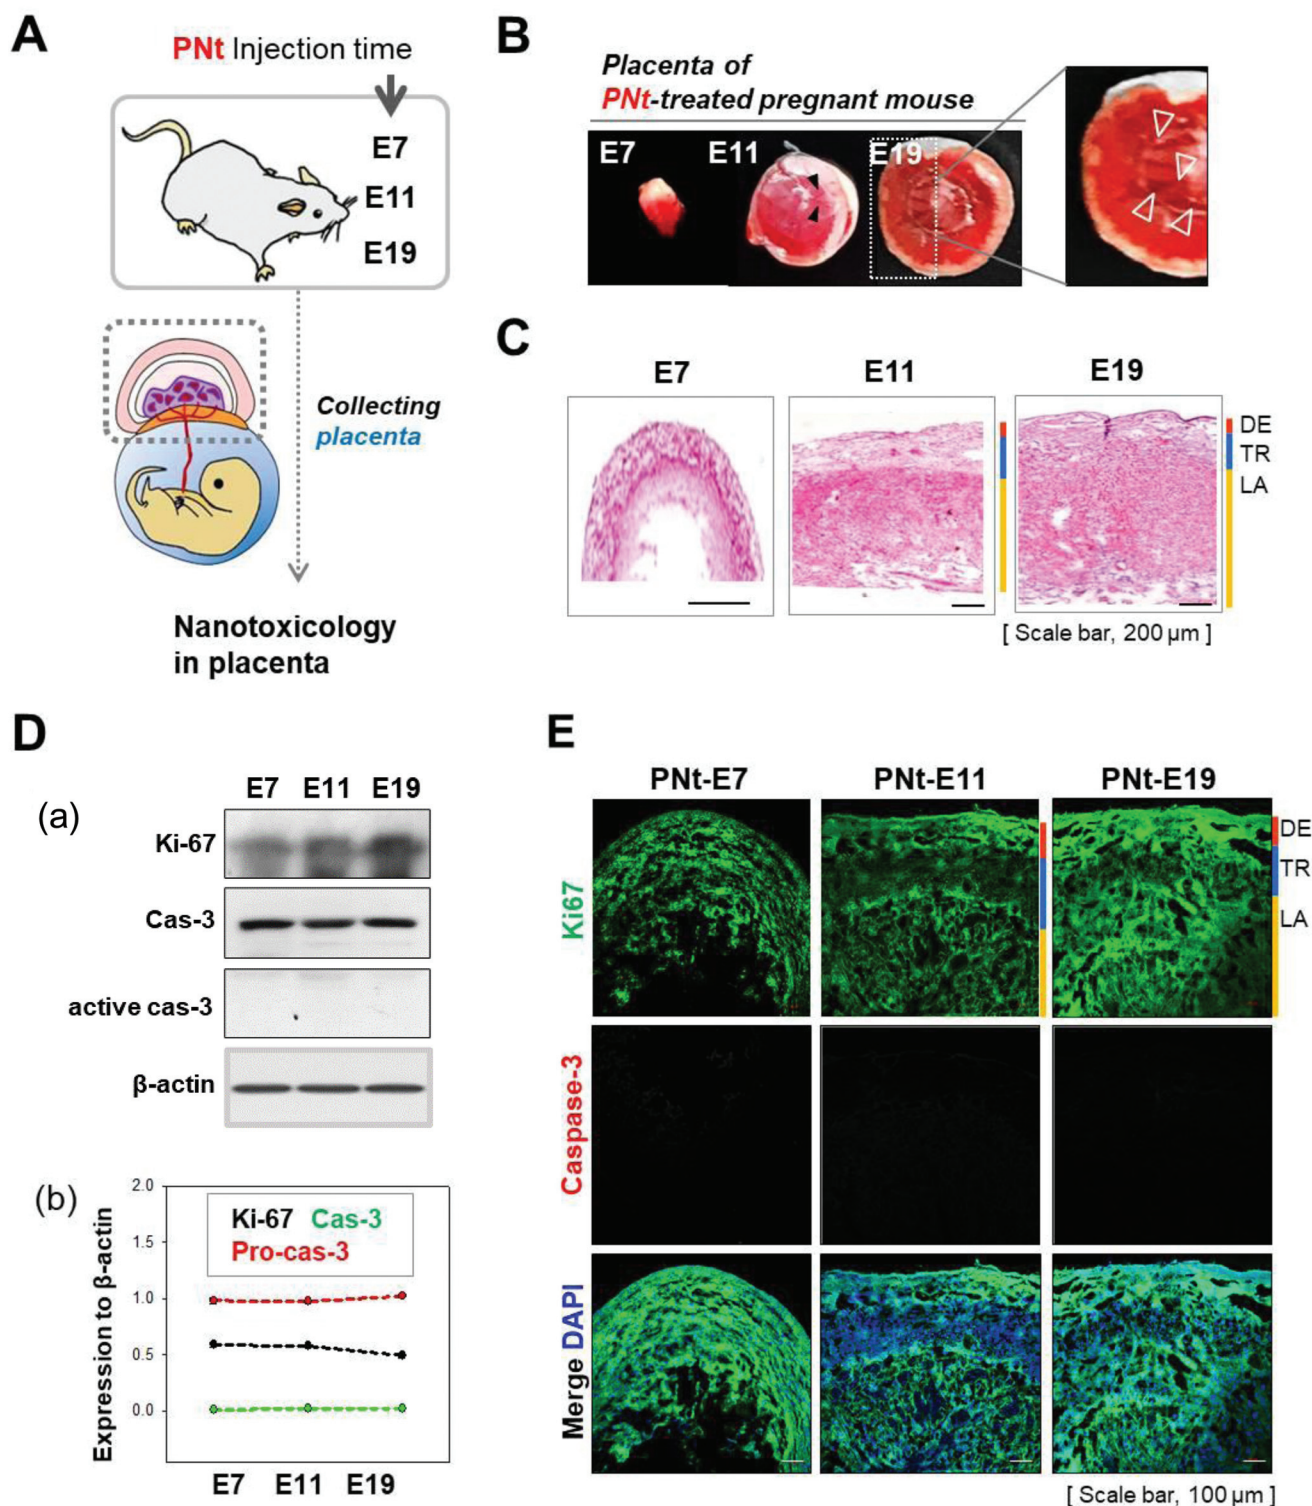 A
PNt Injection time
E7
E11
E19
Collecting
placenta
Nanotoxicology
in placenta
B
Placenta of
PNt-treated pregnant mouse
E7
E11
E19
C
E7
E11
E19
DE
TR
LA
[ Scale bar, 200 µm ]
D
(a)
E7 E11 E19
Ki-67
Cas-3
active cas-3
β-actin
(b)
Expression to β-actin
2.0
1.5
1.0
0.5
0.0
Ki-67 Cas-3
Pro-cas-3
E7 E11 E19
E
PNt-E7
PNt-E11
PNt-E19
Ki67
DE
TR
LA
Caspase-3
Merge DAPI
[ Scale bar, 100 µm ]